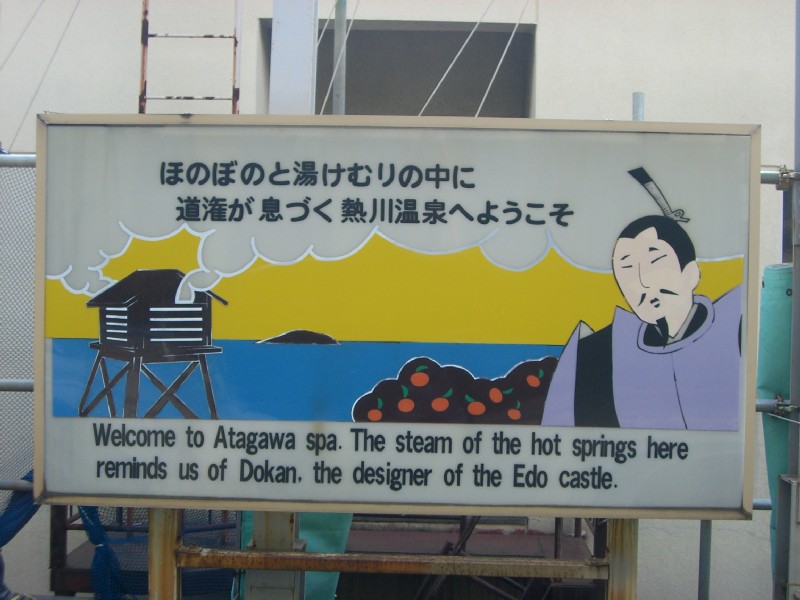 ほのぼのと湯けむりの中に
道潅が息づく熱川温泉へようこそ
Welcome to Atagawa spa. The steam of the hot springs here
reminds us of Dokan, the designer of the Edo castle.